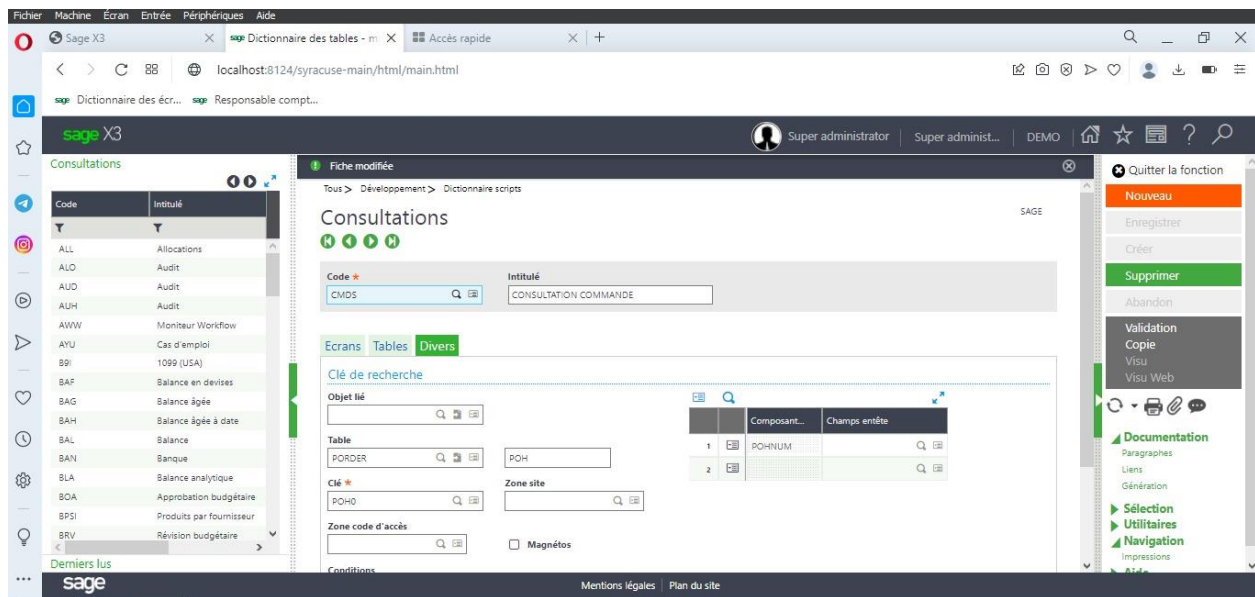 Fichier Machine Écran Entrée Périphériques Aide
Sage X3
sage Dictionnaire des tables - m
Accès rapide
localhost:8124/syracuse-main/html/main.html
sage Dictionnaire des écr... sage Responsable compt...
sage X3
Super administrator
Super administ...
DEMO
Consultations
Code Intitulé
ALL Allocations
ALO Audit
AUD Audit
AUH Audit
AWW Moniteur Workflow
AYU Cas d'emploi
B9I 1099 (USA)
BAF Balance en devises
BAG Balance âgée
BAH Balance âgée à date
BAL Balance
BAN Banque
BLA Balance analytique
BOA Approbation budgétaire
BPSI Produits par fournisseur
BRV Révision budgétaire
Derniers lus
Fiche modifiée
Tous > Développement > Dictionnaire scripts
Consultations
SAGE
Code * Intitulé
CMDS CONSULTATION COMMANDE
Ecrans Tables Divers
Clé de recherche
Objet lié
Table
PORDER POH
Clé * Zone site
POH0
Zone code d'accès
Magnétos
Conditions
Composant... Champs entête
1 POHNUM
2
Quitter la fonction
Nouveau
Enregistrer
Créer
Supprimer
Abandon
Validation
Copie
Visu
Visu Web
Documentation
Paragraphes
Liens
Génération
Sélection
Utilitaires
Navigation
Impressions
Aide
sage
Mentions légales | Plan du site